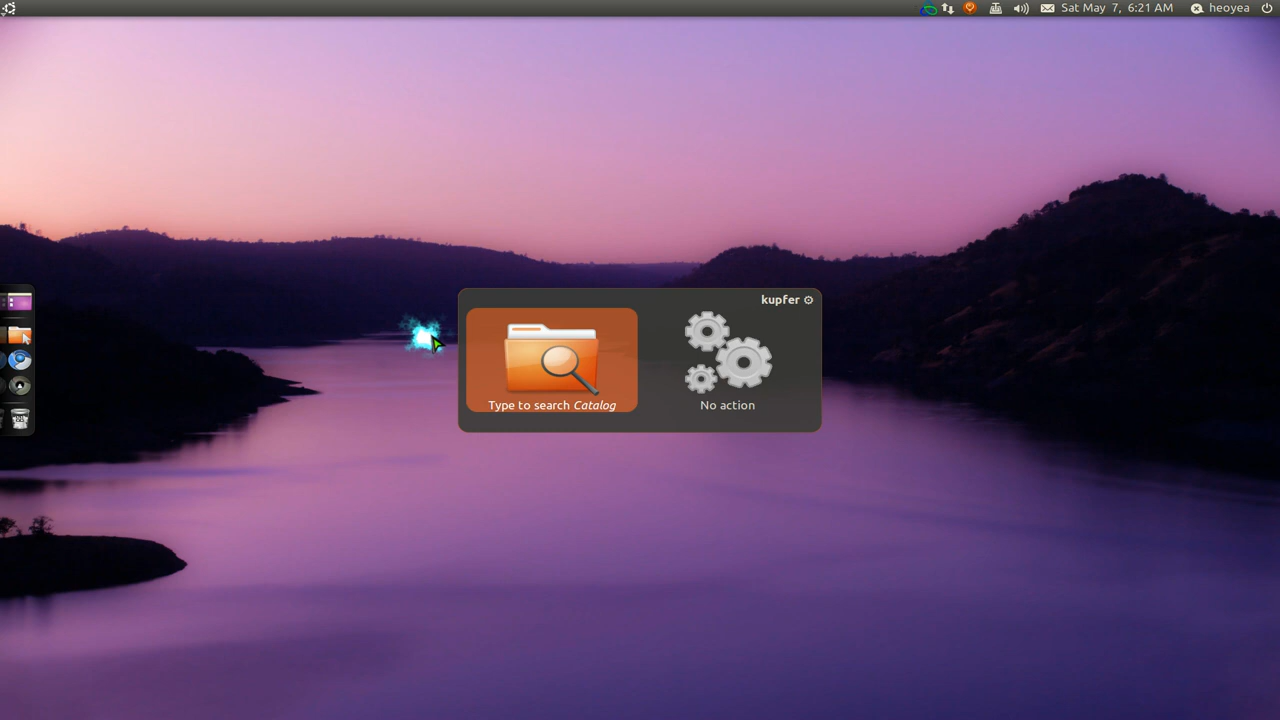 Sat May 7, 6:21 AM heoyea
kupfer
Type to search Catalog
No action